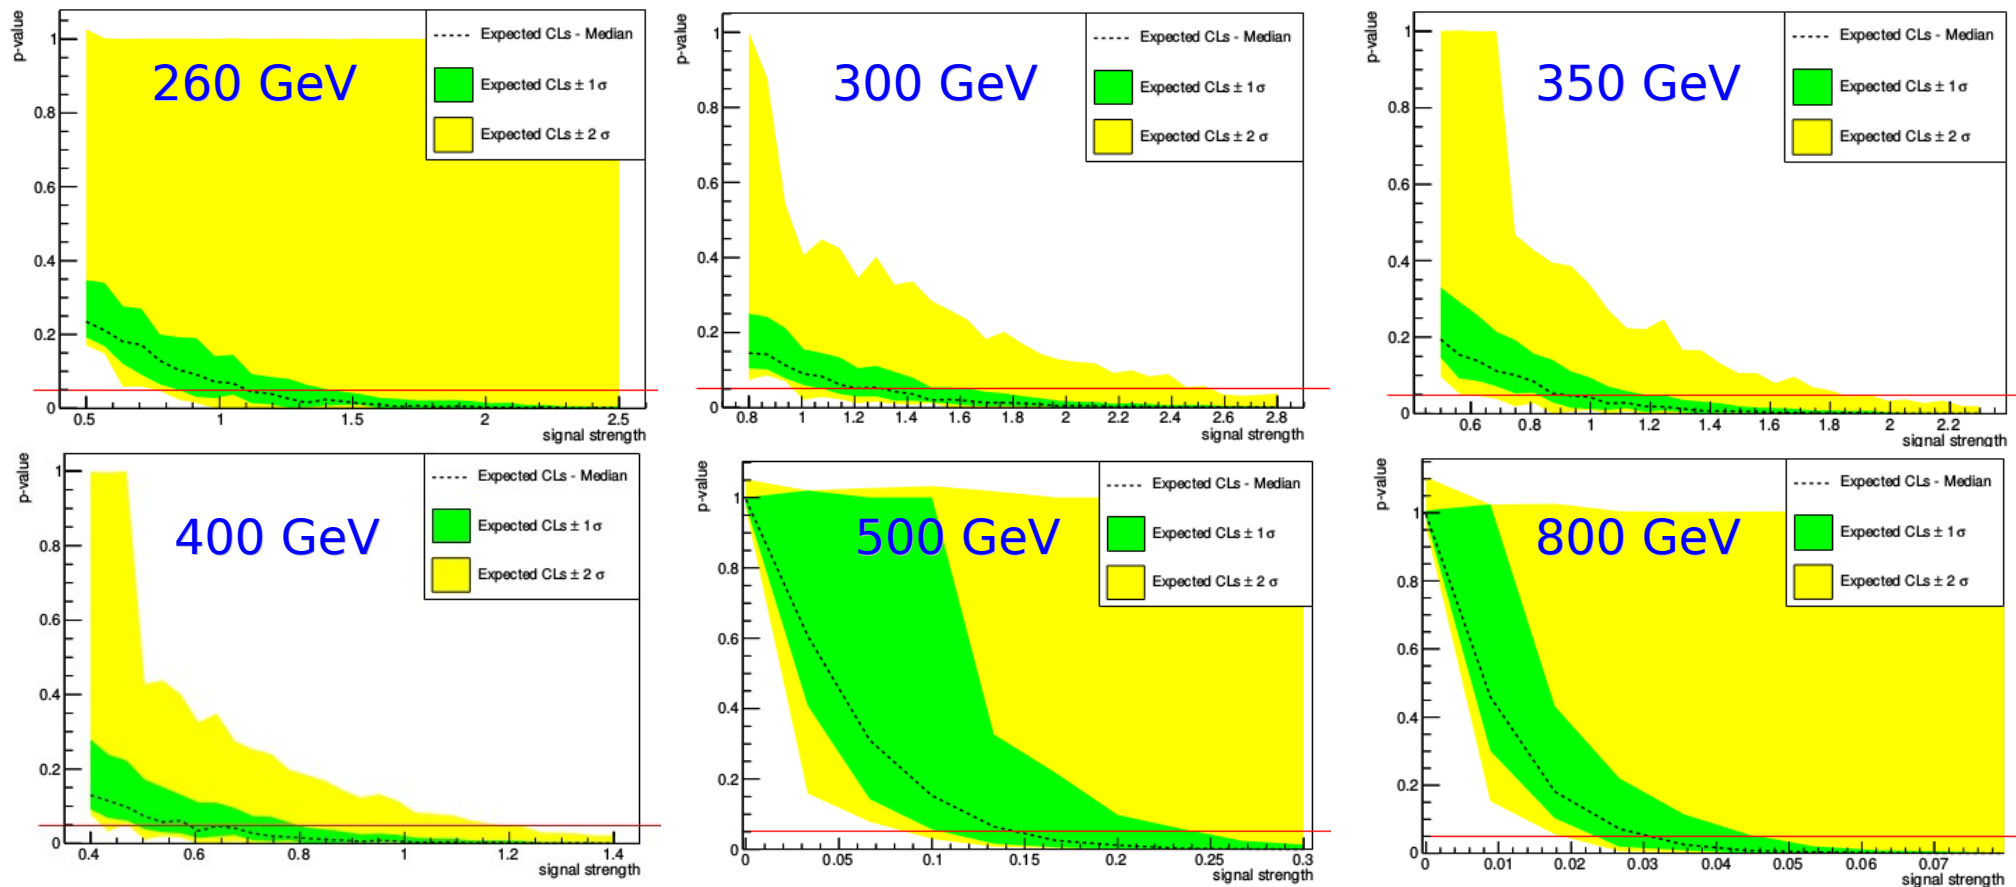 p-value
1
0.8
0.6
0.4
0.2
0
260 GeV
Expected CLs - Median
Expected CLs ± 1σ
Expected CLs ± 2 σ
0.5 1 1.5 2 2.5
signal strength
p-value
1
0.8
0.6
0.4
0.2
0
300 GeV
Expected CLs - Median
Expected CLs ± 1σ
Expected CLs ± 2 σ
0.8 1 1.2 1.4 1.6 1.8 2 2.2 2.4 2.6 2.8
signal strength
p-value
1
0.8
0.6
0.4
0.2
0
350 GeV
Expected CLs - Median
Expected CLs ± 1σ
Expected CLs ± 2 σ
0.6 0.8 1 1.2 1.4 1.6 1.8 2 2.2
signal strength
p-value
1
0.8
0.6
0.4
0.2
0
400 GeV
Expected CLs - Median
Expected CLs ± 1σ
Expected CLs ± 2 σ
0.4 0.6 0.8 1 1.2 1.4
signal strength
p-value
1
0.8
0.6
0.4
0.2
0
500 GeV
Expected CLs - Median
Expected CLs ± 1σ
Expected CLs ± 2 σ
0 0.05 0.1 0.15 0.2 0.25 0.3
signal strength
p-value
1
0.8
0.6
0.4
0.2
0
800 GeV
Expected CLs - Median
Expected CLs ± 1σ
Expected CLs ± 2 σ
0 0.01 0.02 0.03 0.04 0.05 0.06 0.07
signal strength